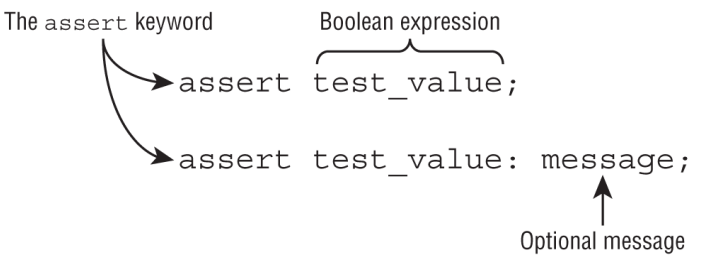 The assert keyword
Boolean expression
assert test_value;
assert test_value: message;
Optional message